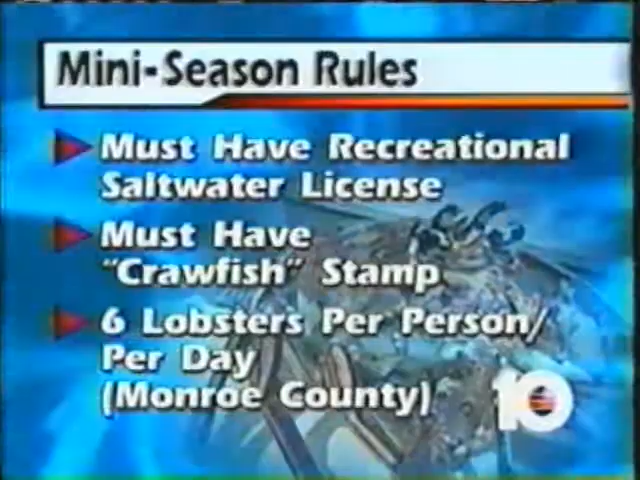 Mini-Season Rules
Must Have Recreational
Saltwater License
Must Have
"Crawfish" Stamp
6 Lobsters Per Person/
Per Day
(Monroe County)
10